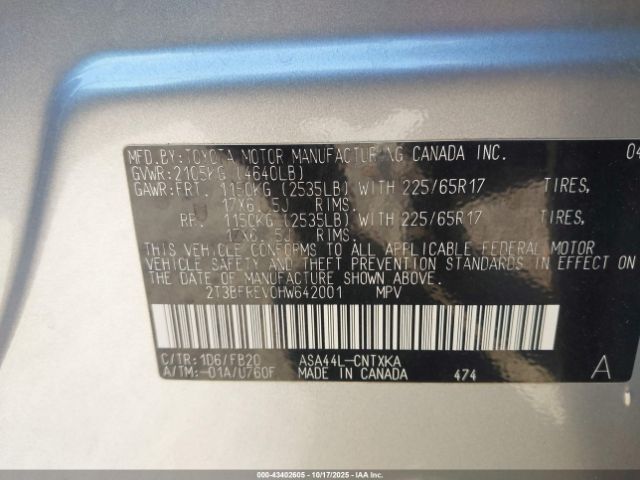 MFD.BY:TOYOTA MOTOR MANUFACTURING CANADA INC. 04
GVWR:2105KG (4640LB)
GAWR:FRT. 1150KG (2535LB) WITH 225/65R17 TIRES,
17X6.5J RIMS.
RR. 1150KG (2535LB) WITH 225/65R17 TIRES,
17X6.5J RIMS.
THIS VEHICLE CONFORMS TO ALL APPLICABLE FEDERAL MOTOR
VEHICLE SAFETY AND THEFT PREVENTION STANDARDS IN EFFECT ON
THE DATE OF MANUFACTURE SHOWN ABOVE.
2T3BFREV0HW642001 MPV
C/TR:1D6/FB20 ASA44L-CNTXKA
A/TM:-01A/U760F MADE IN CANADA 474 A
000-43402605 - 10/17/2025 - IAA Inc.